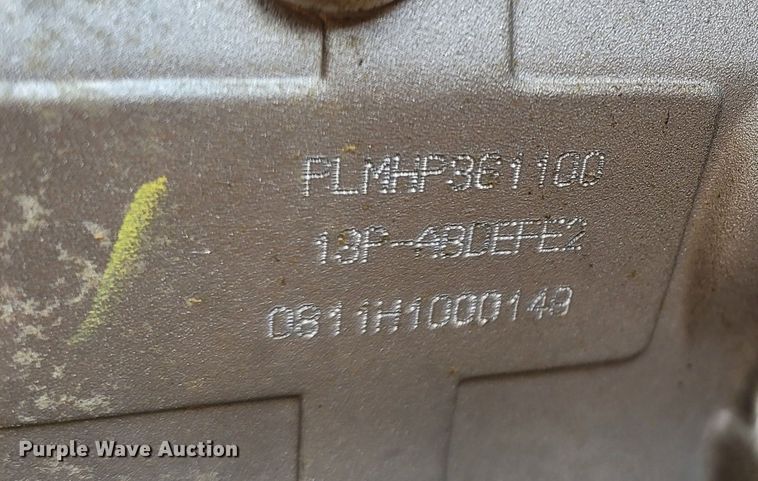 PLMHP361100
13P-4BDEFE2
0811H1000149
Purple Wave Auction